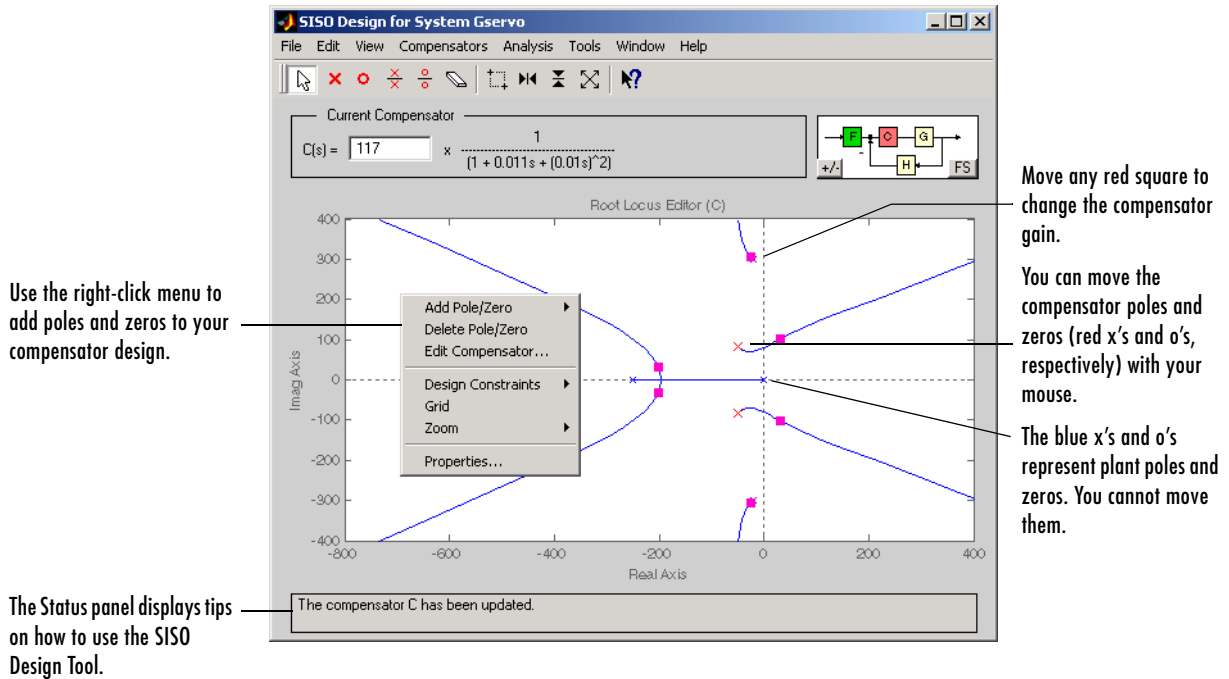 SISO Design for System Gservo
File Edit View Compensators Analysis Tools Window Help
Current Compensator
C(s) = 117 x 1
(1 + 0.011s + (0.01s)^2)
F C G
H
+/- FS
Root Locus Editor (C)
400
300
200
100
0
-100
-200
-300
-400
Imag Axis
-800 -600 -400 -200 0 200 400
Real Axis
Add Pole/Zero
Delete Pole/Zero
Edit Compensator...
Design Constraints
Grid
Zoom
Properties...
The compensator C has been updated.
Use the right-click menu to
add poles and zeros to your
compensator design.
The Status panel displays tips
on how to use the SISO
Design Tool.
Move any red square to
change the compensator
gain.
You can move the
compensator poles and
zeros (red x's and o's,
respectively) with your
mouse.
The blue x's and o's
represent plant poles and
zeros. You cannot move
them.